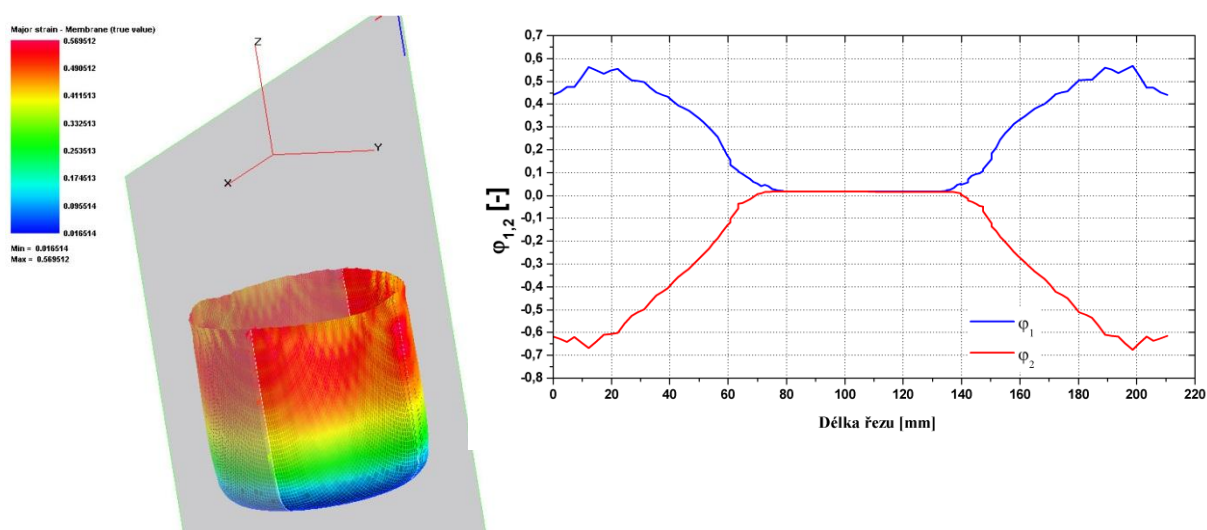 Major strain - Membrane (true value)
0.569512
0.490512
0.411513
0.332513
0.253513
0.174513
0.095514
0.016514
Min = 0.016514
Max = 0.569512
Z
Y
X
0,7
0,6
0,5
0,4
0,3
0,2
0,1
0,0
-0,1
-0,2
-0,3
-0,4
-0,5
-0,6
-0,7
-0,8
φ1,2 [-]
φ1
φ2
0 20 40 60 80 100 120 140 160 180 200 220
Délka řezu [mm]